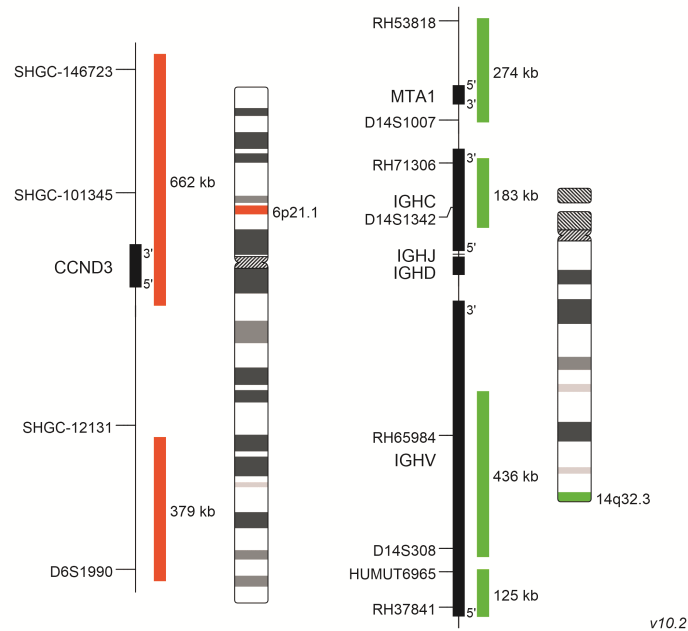 SHGC-146723
SHGC-101345
662 kb
6p21.1
3'
CCND3
5'
SHGC-12131
379 kb
D6S1990
RH53818
274 kb
5'
MTA1
3'
D14S1007
3'
RH71306
183 kb
IGHC
D14S1342
5'
IGHJ
IGHD
3'
RH65984
IGHV
436 kb
14q32.3
D14S308
HUMUT6965
125 kb
RH37841
5'
v10.2